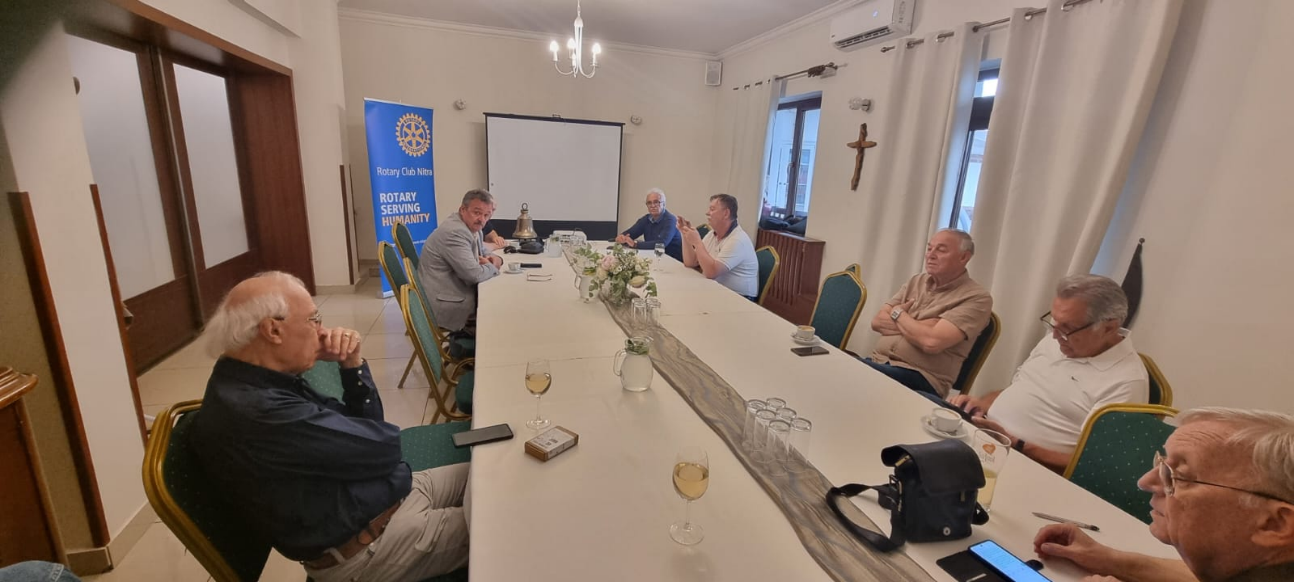 Rotary Club Nitra
ROTARY
SERVING
HUMANITY